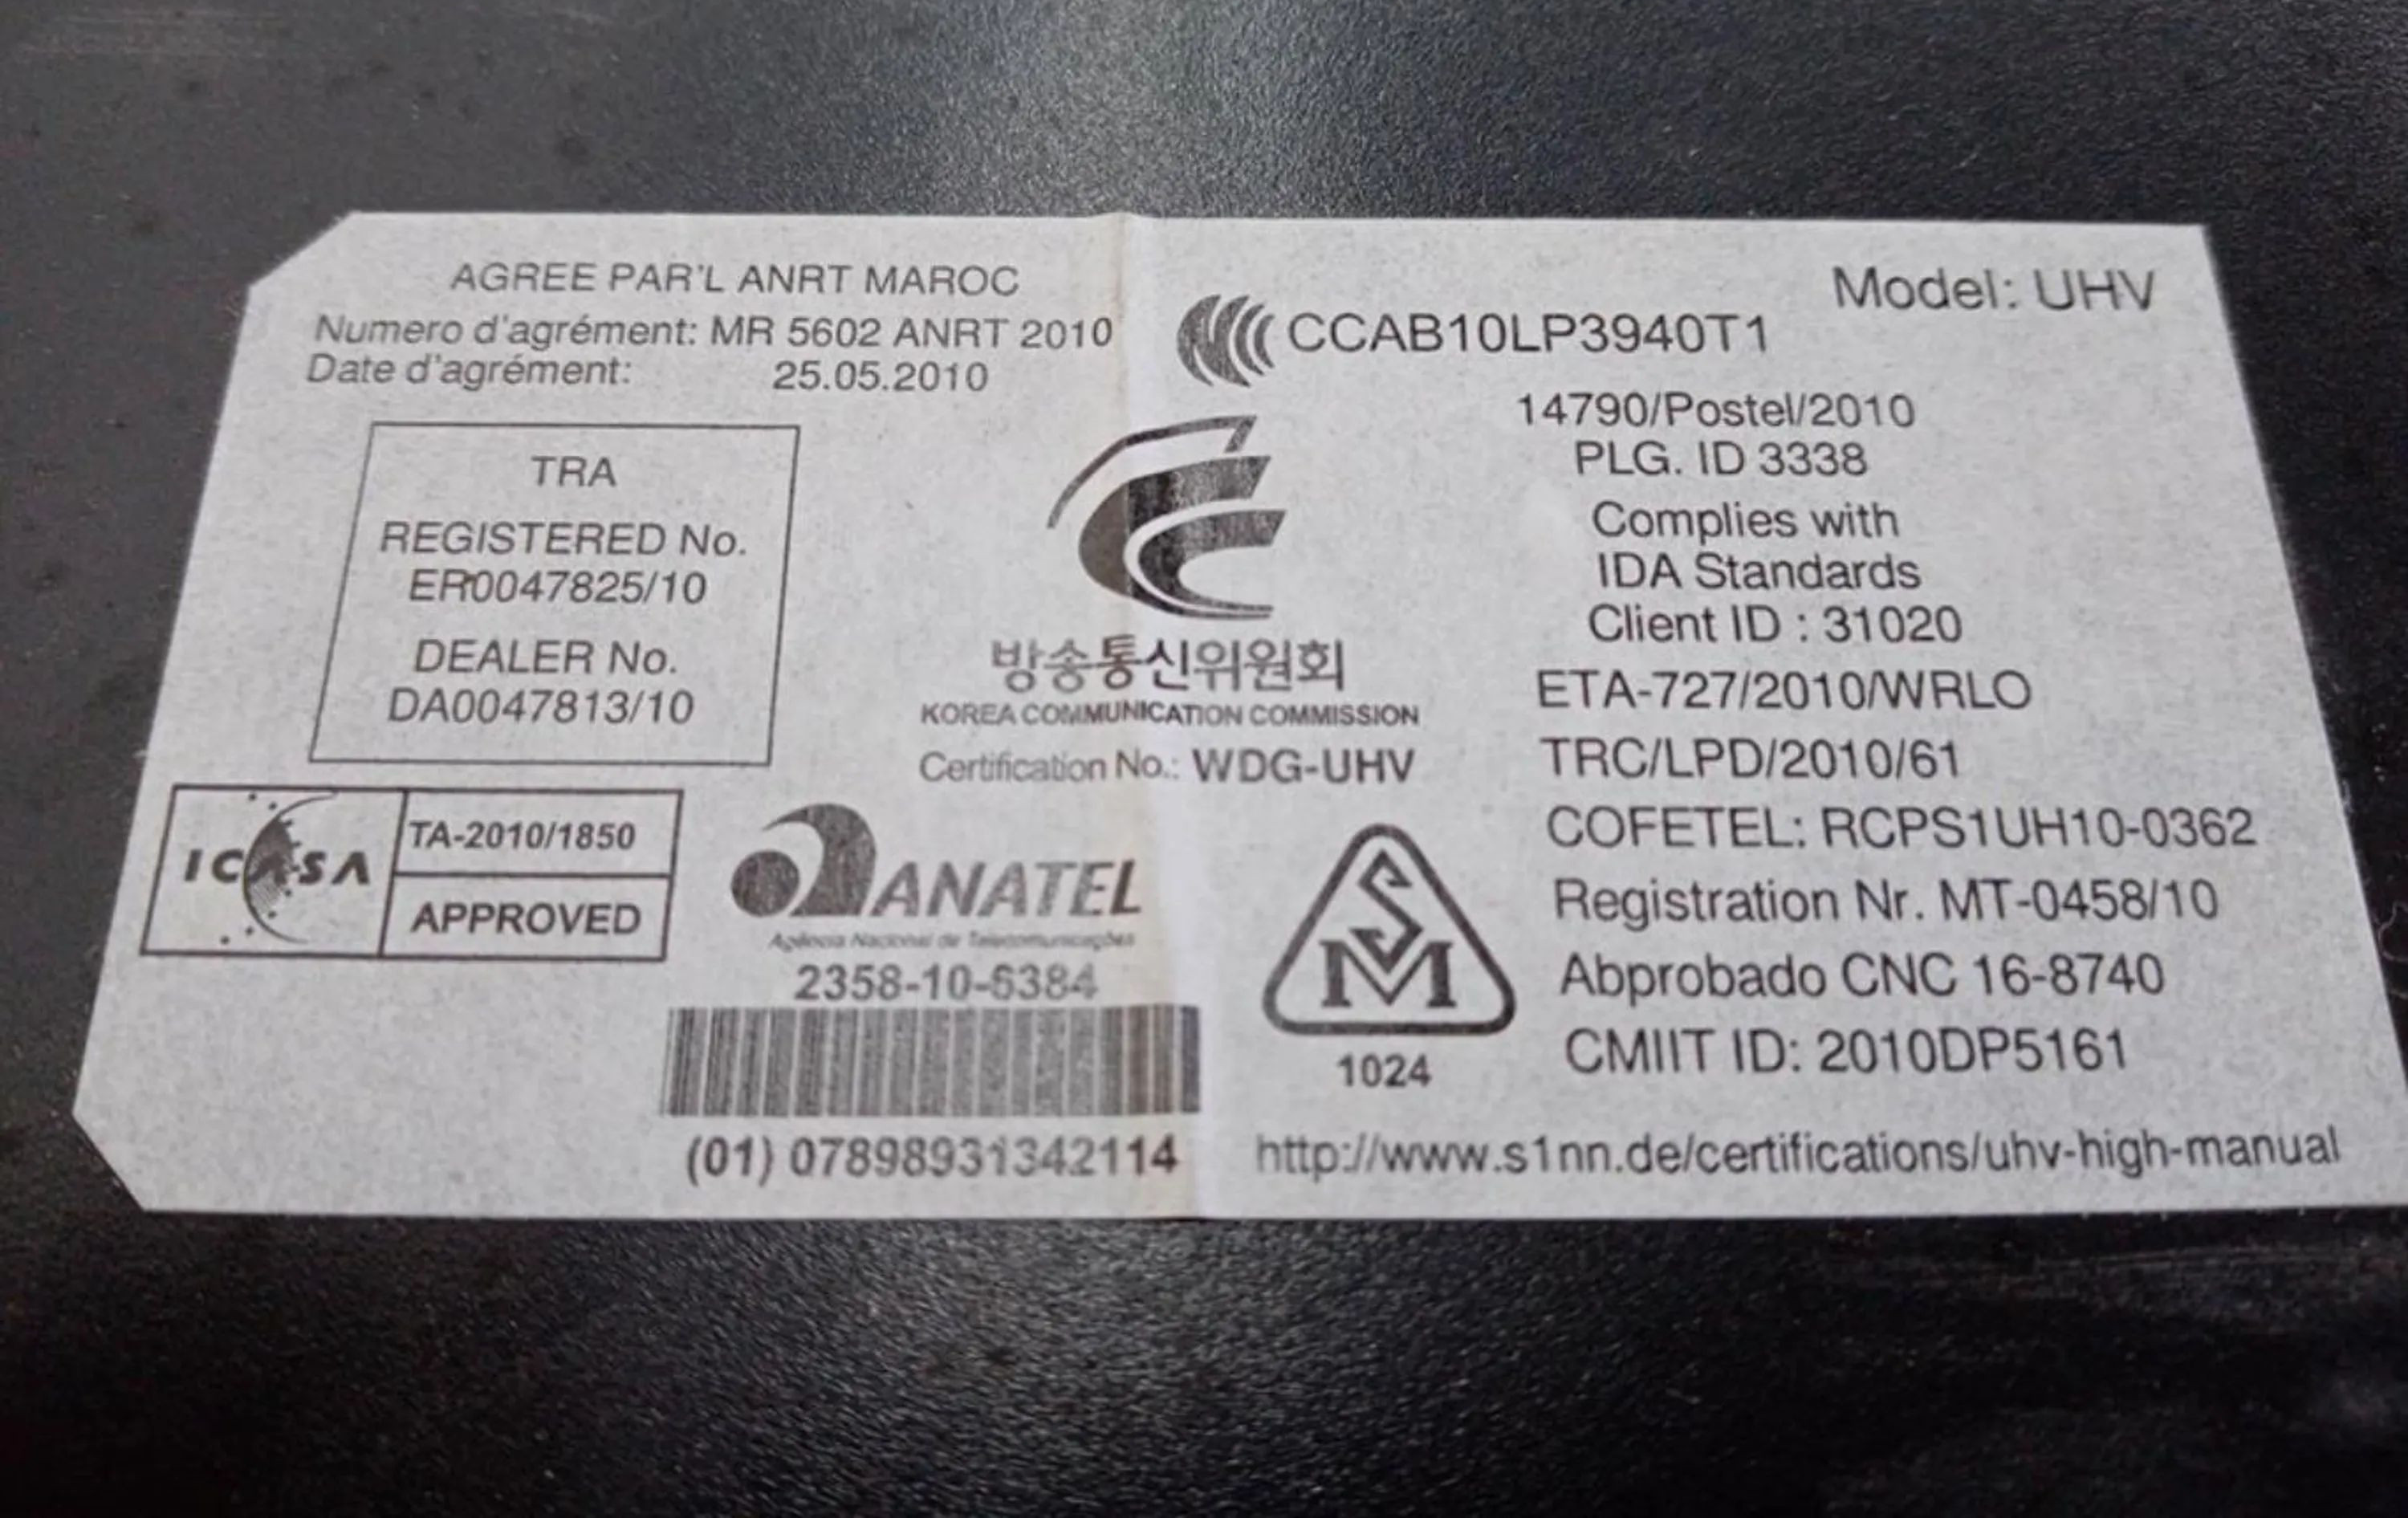 AGREE PAR'L ANRT MAROC
Numero d'agrément: MR 5602 ANRT 2010
Date d'agrément: 25.05.2010
TRA
REGISTERED No.
ER0047825/10
DEALER No.
DA0047813/10
ICASA
TA-2010/1850
APPROVED
방송통신위원회
KOREA COMMUNICATION COMMISSION
Certification No.: WDG-UHV
ANATEL
Agência Nacional de Telecomunicações
2358-10-6384
(01) 07898931342114
Model: UHV
CCAB10LP3940T1
14790/Postel/2010
PLG. ID 3338
Complies with
IDA Standards
Client ID : 31020
ETA-727/2010/WRLO
TRC/LPD/2010/61
COFETEL: RCPS1UH10-0362
Registration Nr. MT-0458/10
Abprobado CNC 16-8740
CMIIT ID: 2010DP5161
SM
1024
http://www.s1nn.de/certifications/uhv-high-manual